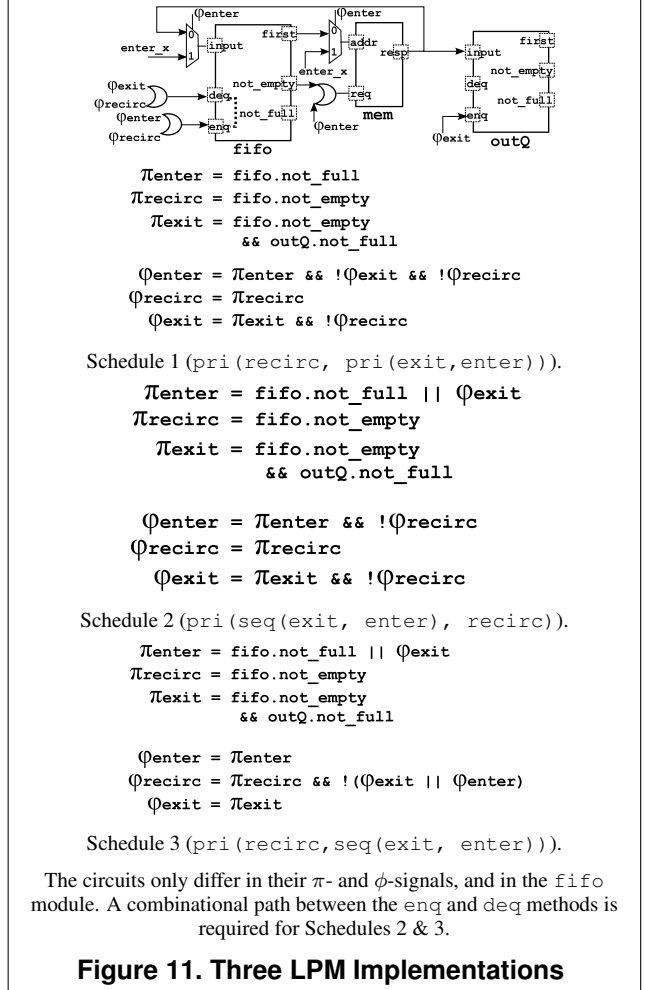 φenter φenter
0 first 0
enter_x 1 input 1 addr resp input first
enter_x
φexit not_empty not_empty
φrecirc deq req deq
φenter not_full mem not_full
φrecirc enq φenter φexit enq
fifo outQ
πenter = fifo.not_full
πrecirc = fifo.not_empty
πexit = fifo.not_empty
&& outQ.not_full
φenter = πenter && !φexit && !φrecirc
φrecirc = πrecirc
φexit = πexit && !φrecirc
Schedule 1 (pri(recirc, pri(exit,enter))).
πenter = fifo.not_full || φexit
πrecirc = fifo.not_empty
πexit = fifo.not_empty
&& outQ.not_full
φenter = πenter && !φrecirc
φrecirc = πrecirc
φexit = πexit && !φrecirc
Schedule 2 (pri(seq(exit, enter), recirc)).
πenter = fifo.not_full || φexit
πrecirc = fifo.not_empty
πexit = fifo.not_empty
&& outQ.not_full
φenter = πenter
φrecirc = πrecirc && !(φexit || φenter)
φexit = πexit
Schedule 3 (pri(recirc,seq(exit, enter))).
The circuits only differ in their π- and ϕ-signals, and in the fifo
module. A combinational path between the enq and deq methods is
required for Schedules 2 & 3.
Figure 11. Three LPM Implementations